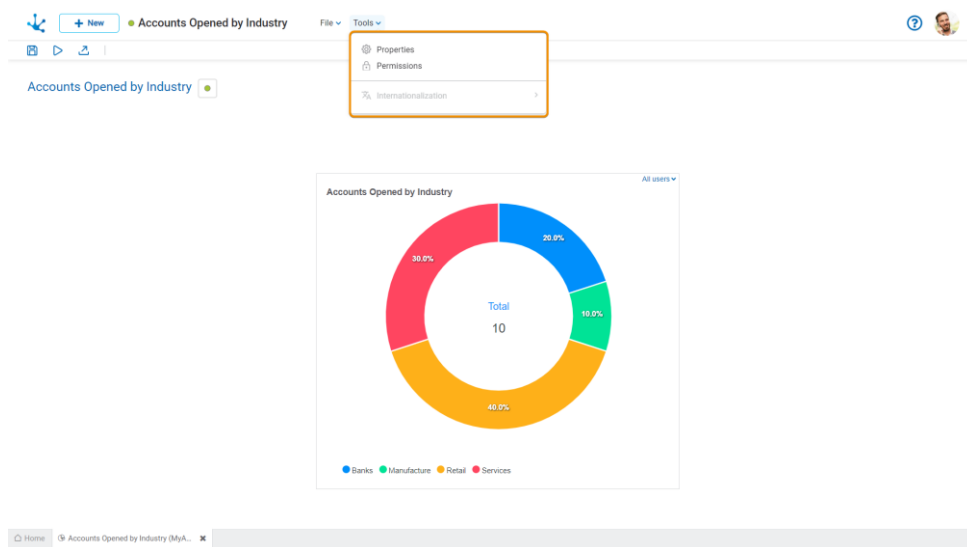 + New
Accounts Opened by Industry
File
Tools
Properties
Permissions
Internationalization
Accounts Opened by Industry
All users
Accounts Opened by Industry
20.0%
30.0%
10.0%
Total
10
40.0%
Banks Manufacture Retail Services
Home Accounts Opened by Industry (MyA...